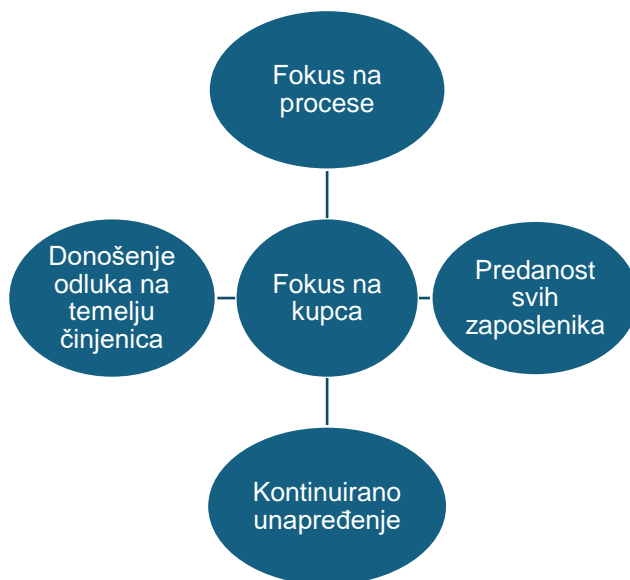 Fokus na
procese
Donošenje
odluka na
temelju
činjenica
Fokus na
kupca
Predanost
svih
zaposlenika
Kontinuirano
unapređenje